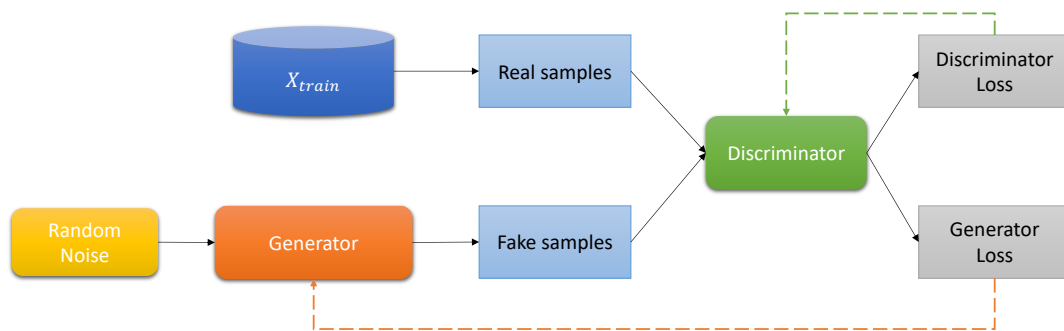 X_train
Real samples
Discriminator
Loss
Discriminator
Random
Noise
Generator
Fake samples
Generator
Loss